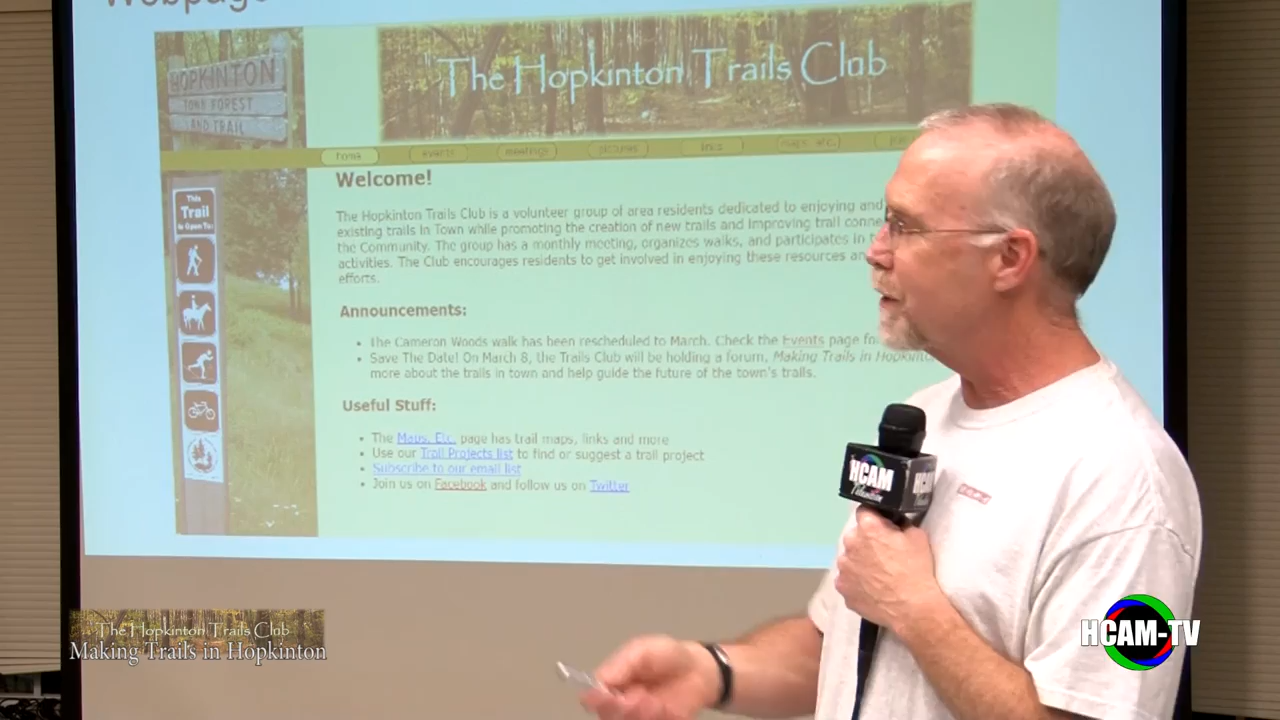 Webpage
HOPKINTON
TOWN FOREST
AND TRAIL
The Hopkinton Trails Club
home events meetings pictures links maps, etc.
This
Trail
is Open To:
Welcome!
The Hopkinton Trails Club is a volunteer group of area residents dedicated to enjoying and
existing trails in Town while promoting the creation of new trails and improving trail conne
the Community. The group has a monthly meeting, organizes walks, and participates in t
activities. The Club encourages residents to get involved in enjoying these resources an
efforts.
Announcements:
The Cameron Woods walk has been rescheduled to March. Check the Events page fo
Save The Date! On March 8, the Trails Club will be holding a forum, Making Trails in Hopkinto
more about the trails in town and help guide the future of the town's trails.
Useful Stuff:
The Maps, Etc. page has trail maps, links and more
Use our Trail Projects list to find or suggest a trail project
Subscribe to our email list
Join us on Facebook and follow us on Twitter
HCAM
Television
The Hopkinton Trails Club
Making Trails in Hopkinton
HCAM-TV